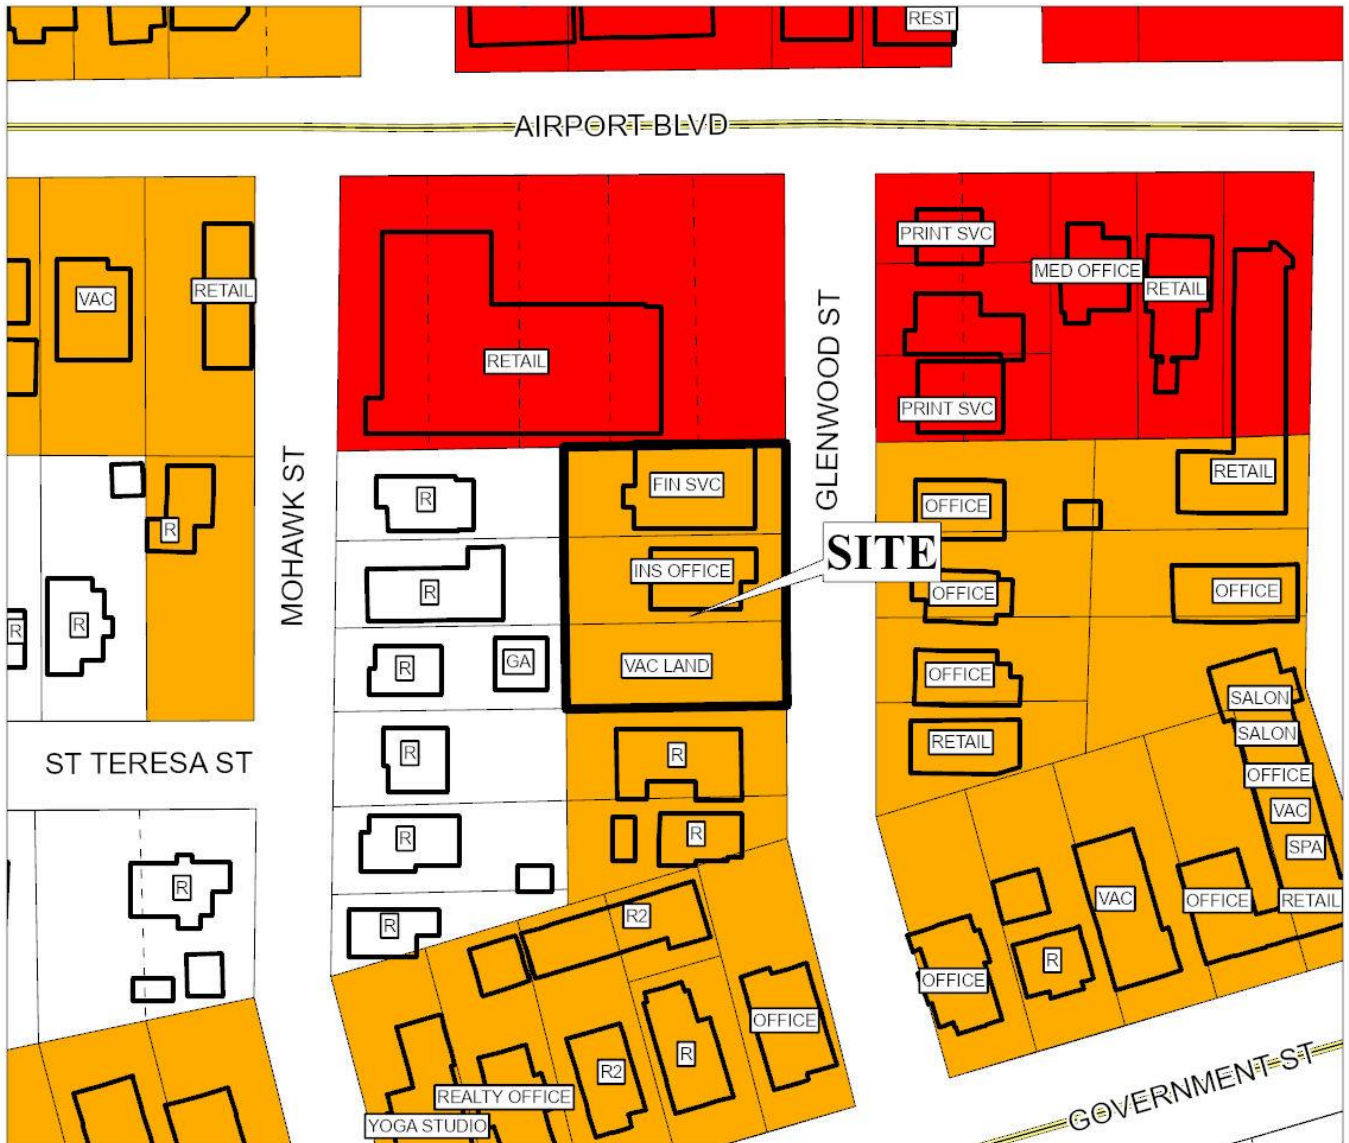 REST
AIRPORT BLVD
PRINT SVC
MED OFFICE
VAC
RETAIL
RETAIL
RETAIL
PRINT SVC
GLENWOOD ST
MOHAWK ST
RETAIL
FIN SVC
R
OFFICE
R
SITE
INS OFFICE
R
OFFICE
OFFICE
R
R
R
GA
VAC LAND
OFFICE
SALON
SALON
RETAIL
R
R
ST TERESA ST
OFFICE
VAC
R
R
SPA
R
VAC
OFFICE
RETAIL
R2
R
R
OFFICE
OFFICE
R
R2
REALTY OFFICE
YOGA STUDIO
GOVERNMENT ST